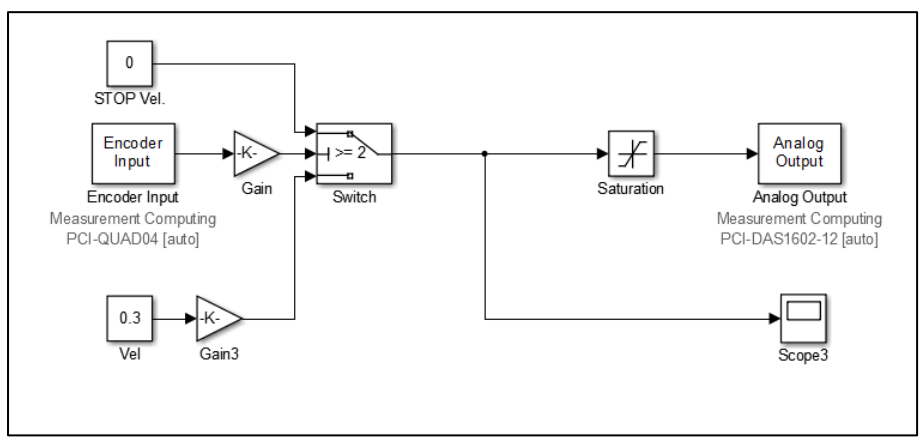 0
STOP Vel.
Encoder
Input
Encoder Input
Measurement Computing
PCI-QUAD04 [auto]
-K-
Gain
>= 2
Switch
Saturation
Analog
Output
Analog Output
Measurement Computing
PCI-DAS1602-12 [auto]
0.3
Vel
-K-
Gain3
Scope3